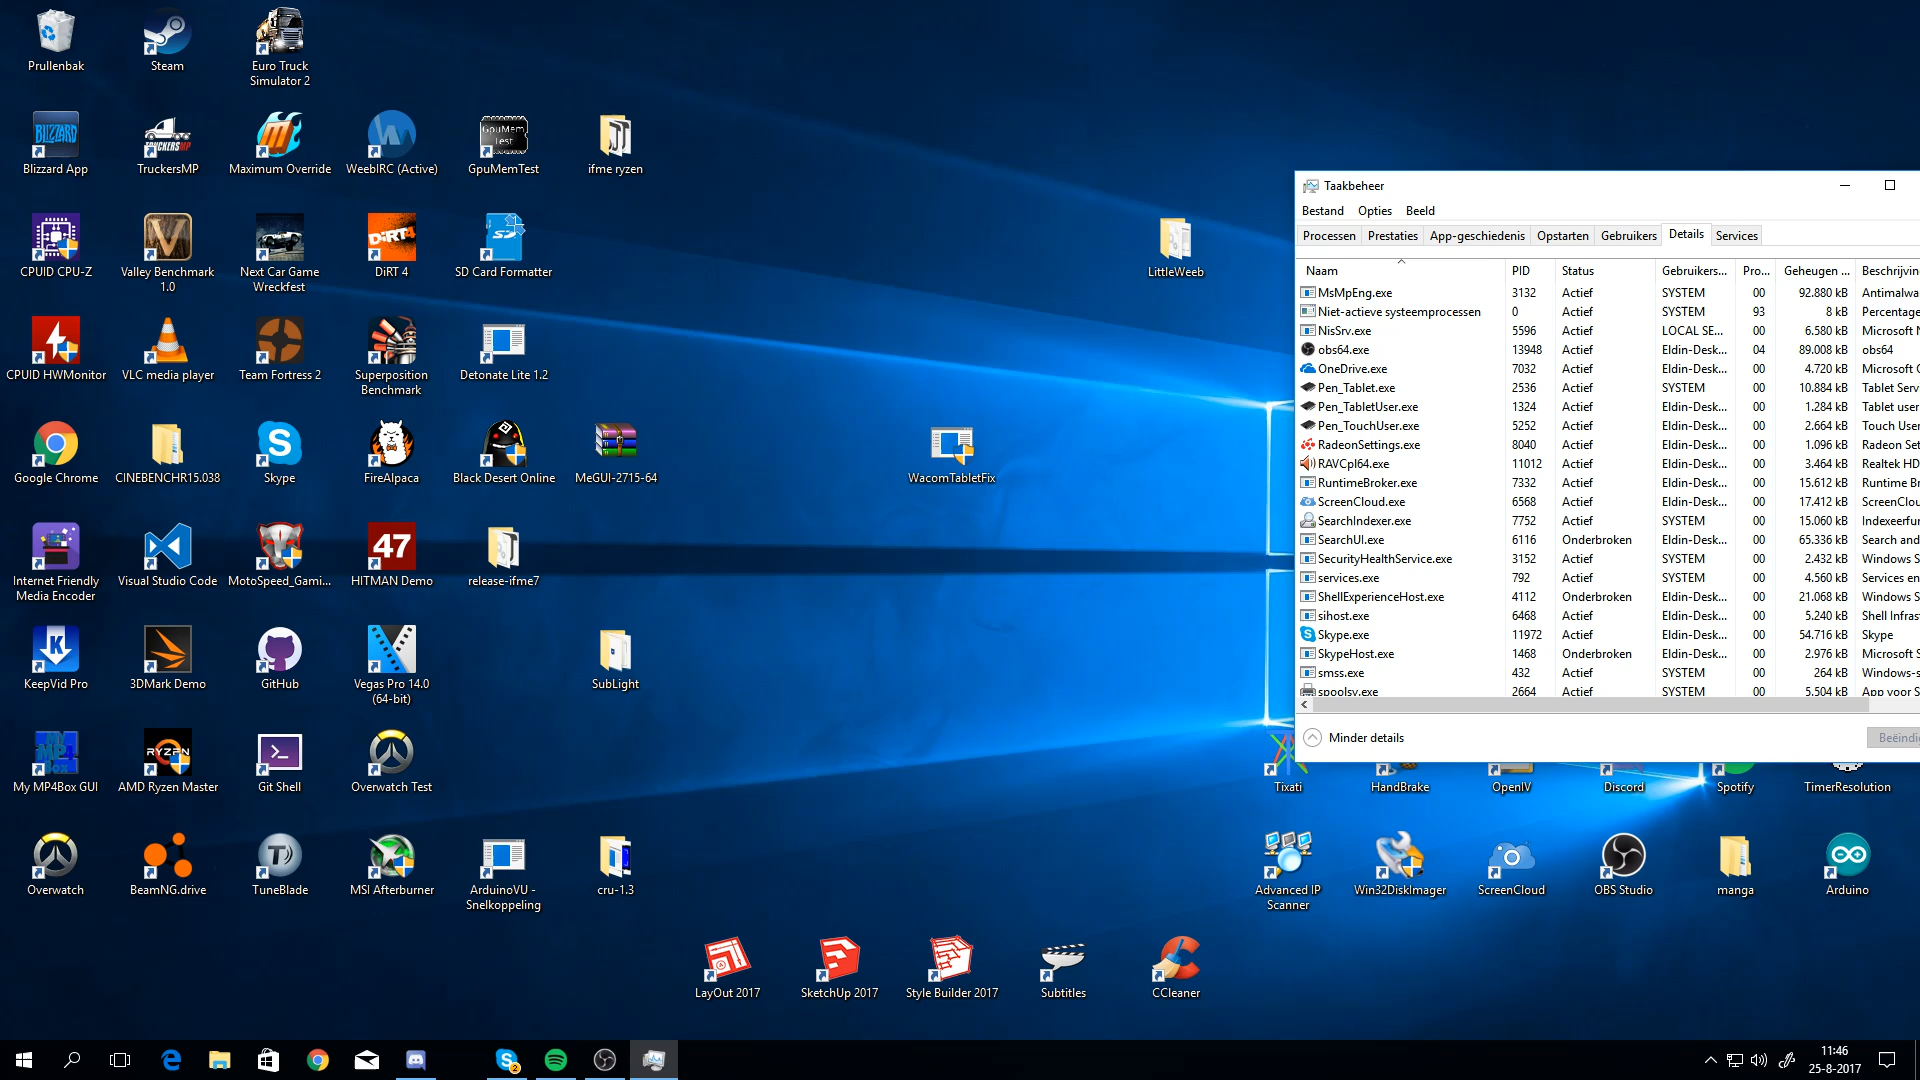 Prullenbak
Steam
Euro Truck
Simulator 2
BLIZZARD
Blizzard App
TRUCKERSMP
TruckersMP
Maximum Override
WeebIRC (Active)
GpuMem
Test
GpuMemTest
ifme ryzen
CPUID CPU-Z
Valley Benchmark
1.0
Next Car Game
Wreckfest
DiRT4
DiRT 4
SD Card Formatter
LittleWeeb
CPUID HWMonitor
VLC media player
Team Fortress 2
Superposition
Benchmark
Detonate Lite 1.2
Google Chrome
CINEBENCHR15.038
Skype
FireAlpaca
Black Desert Online
MeGUI-2715-64
WacomTabletFix
Internet Friendly
Media Encoder
Visual Studio Code
MotoSpeed_Gami...
47
HITMAN Demo
release-ifme7
KeepVid Pro
3DMark Demo
GitHub
Vegas Pro 14.0
(64-bit)
SubLight
My MP4Box GUI
RYZEN
AMD Ryzen Master
Git Shell
Overwatch Test
Overwatch
BeamNG.drive
TuneBlade
MSI Afterburner
ArduinoVU -
Snelkoppeling
cru-1.3
LayOut 2017
SketchUp 2017
Style Builder 2017
Subtitles
CCleaner
Taakbeheer
Bestand Opties Beeld
Processen Prestaties App-geschiedenis Opstarten Gebruikers Details Services
Naam PID Status Gebruikers... Pro... Geheugen ... Beschrijvin
MsMpEng.exe 3132 Actief SYSTEM 00 92.880 kB Antimalwa
Niet-actieve systeemprocessen 0 Actief SYSTEM 93 8 kB Percentage
NisSrv.exe 5596 Actief LOCAL SE... 00 6.580 kB Microsoft N
obs64.exe 13948 Actief Eldin-Desk... 04 89.008 kB obs64
OneDrive.exe 7032 Actief Eldin-Desk... 00 4.720 kB Microsoft O
Pen_Tablet.exe 2536 Actief SYSTEM 00 10.884 kB Tablet Serv
Pen_TabletUser.exe 1324 Actief Eldin-Desk... 00 1.284 kB Tablet user
Pen_TouchUser.exe 5252 Actief Eldin-Desk... 00 2.664 kB Touch User
RadeonSettings.exe 8040 Actief Eldin-Desk... 00 1.096 kB Radeon Set
RAVCpl64.exe 11012 Actief Eldin-Desk... 00 3.464 kB Realtek HD
RuntimeBroker.exe 7332 Actief Eldin-Desk... 00 15.612 kB Runtime Br
ScreenCloud.exe 6568 Actief Eldin-Desk... 00 17.412 kB ScreenClou
SearchIndexer.exe 7752 Actief SYSTEM 00 15.060 kB Indexeerfun
SearchUI.exe 6116 Onderbroken Eldin-Desk... 00 65.336 kB Search and
SecurityHealthService.exe 3152 Actief SYSTEM 00 2.432 kB Windows S
services.exe 792 Actief SYSTEM 00 4.560 kB Services en
ShellExperienceHost.exe 4112 Onderbroken Eldin-Desk... 00 21.068 kB Windows S
sihost.exe 6468 Actief Eldin-Desk... 00 5.240 kB Shell Infras
Skype.exe 11972 Actief Eldin-Desk... 00 54.716 kB Skype
SkypeHost.exe 1468 Onderbroken Eldin-Desk... 00 2.976 kB Microsoft S
smss.exe 432 Actief SYSTEM 00 264 kB Windows-s
spoolsv.exe 2664 Actief SYSTEM 00 5.504 kB App voor S
Minder details
Beëindi
Tixati
HandBrake
OpenIV
Discord
Spotify
TimerResolution
Advanced IP
Scanner
Win32DiskImager
ScreenCloud
OBS Studio
manga
Arduino
2
11:46
25-8-2017